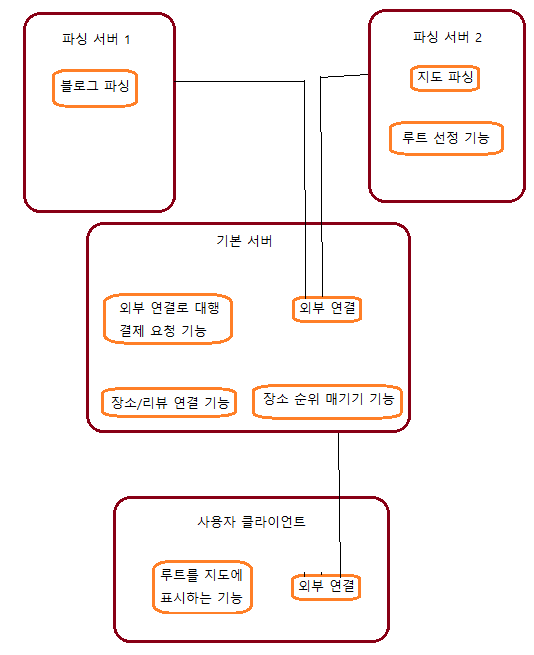 파싱 서버 1
블로그 파싱
파싱 서버 2
지도 파싱
루트 선정 기능
기본 서버
외부 연결로 대행
결제 요청 기능
외부 연결
장소/리뷰 연결 기능
장소 순위 매기기 기능
사용자 클라이언트
루트를 지도에
표시하는 기능
외부 연결